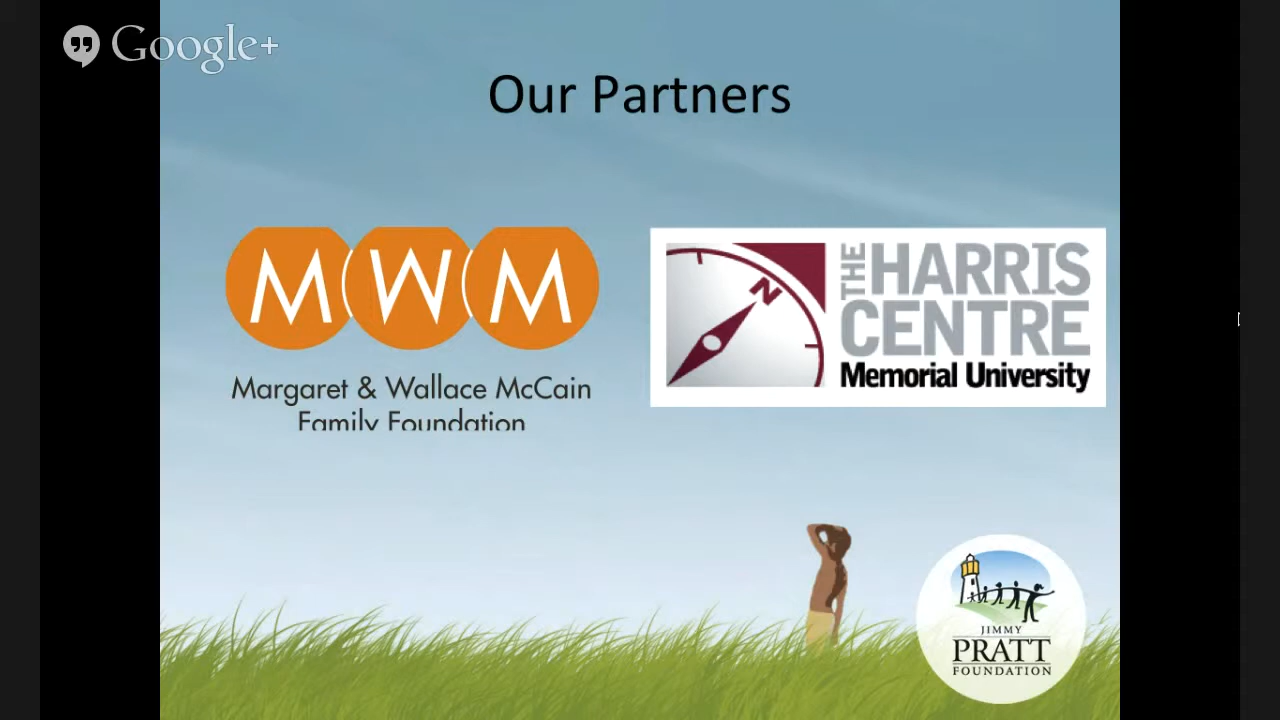 Google+
Our Partners
MWM
Margaret & Wallace McCain
Family Foundation
N
THE HARRIS
CENTRE
Memorial University
JIMMY
PRATT
FOUNDATION